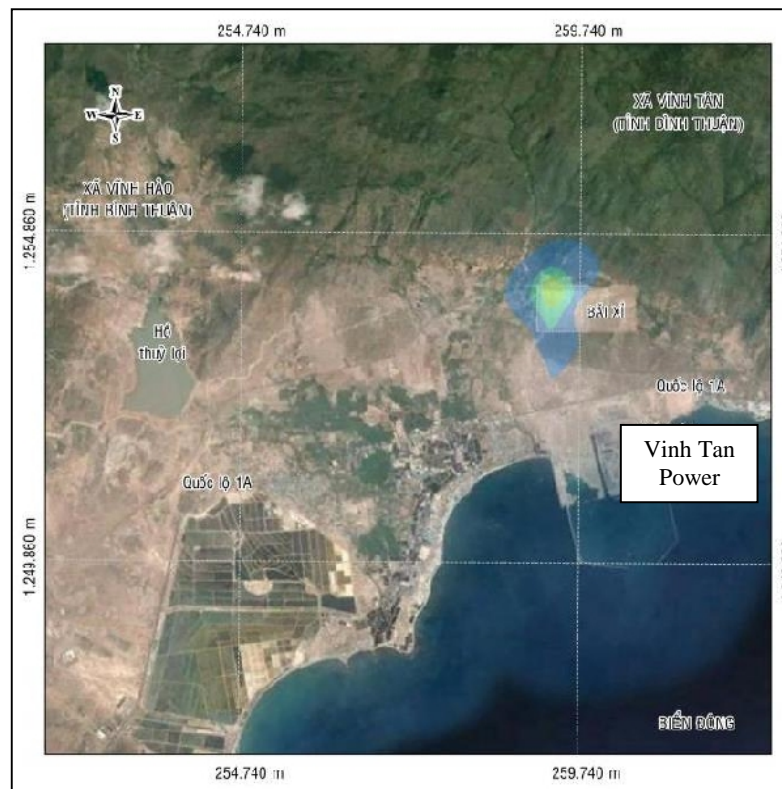 254.740 m
259.740 m
N
W E
S
XÃ VĨNH TÂN
(TỈNH BÌNH THUẬN)
XÃ VĨNH HẢO
(TỈNH BÌNH THUẬN)
1.254.860 m
BÃI XỈ
Hồ
thuỷ lợi
Quốc lộ 1A
Vinh Tan
Power
Quốc lộ 1A
1.249.860 m
BIỂN ĐÔNG
254.740 m
259.740 m